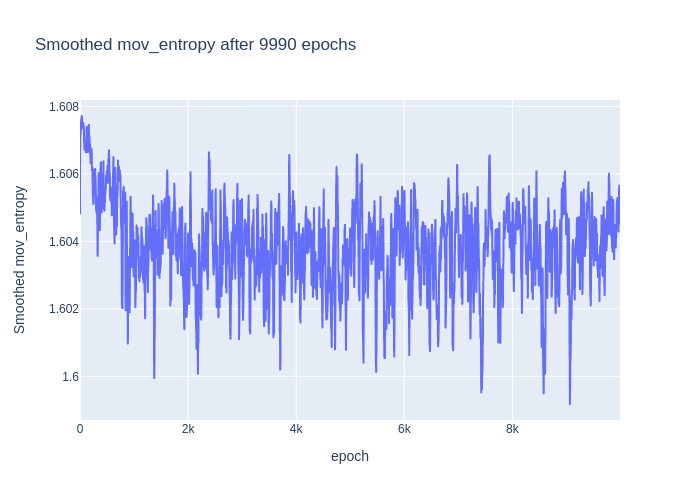 Smoothed mov_entropy after 9990 epochs
Smoothed mov_entropy
1.608
1.606
1.604
1.602
1.6
0
2k
4k
6k
8k
epoch